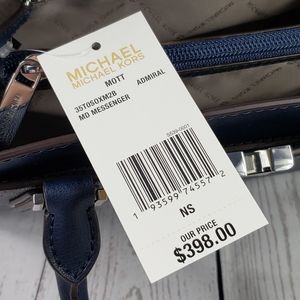 MICHAEL
MICHAEL KORS
MOTT
35T0SOXM2B ADMIRAL
MD MESSENGER
1 93599 74557 2
NS
OUR PRICE
$398.00